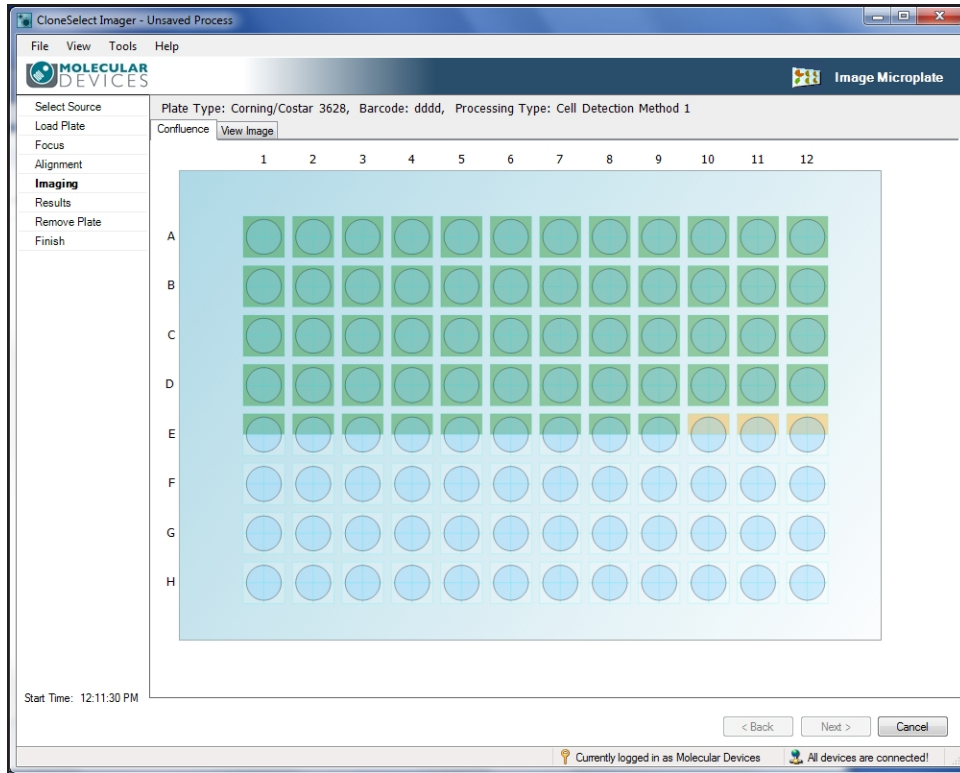 CloneSelect Imager - Unsaved Process
File View Tools Help
MOLECULAR
DEVICES
Image Microplate
Select Source
Load Plate
Focus
Alignment
Imaging
Results
Remove Plate
Finish
Plate Type: Corning/Costar 3628, Barcode: dddd, Processing Type: Cell Detection Method 1
Confluence View Image
1 2 3 4 5 6 7 8 9 10 11 12
A
B
C
D
E
F
G
H
Start Time: 12:11:30 PM
< Back Next > Cancel
Currently logged in as Molecular Devices All devices are connected!